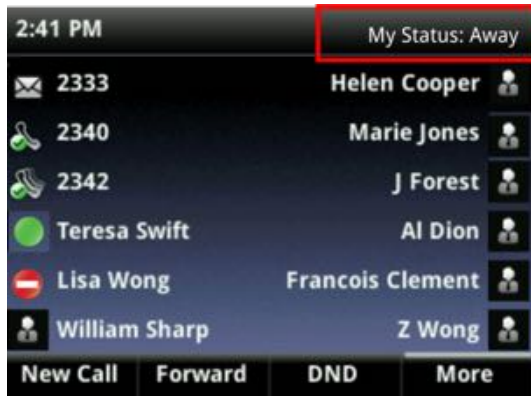 2:41 PM My Status: Away
2333 Helen Cooper
2340 Marie Jones
2342 J Forest
Teresa Swift Al Dion
Lisa Wong Francois Clement
William Sharp Z Wong
New Call Forward DND More